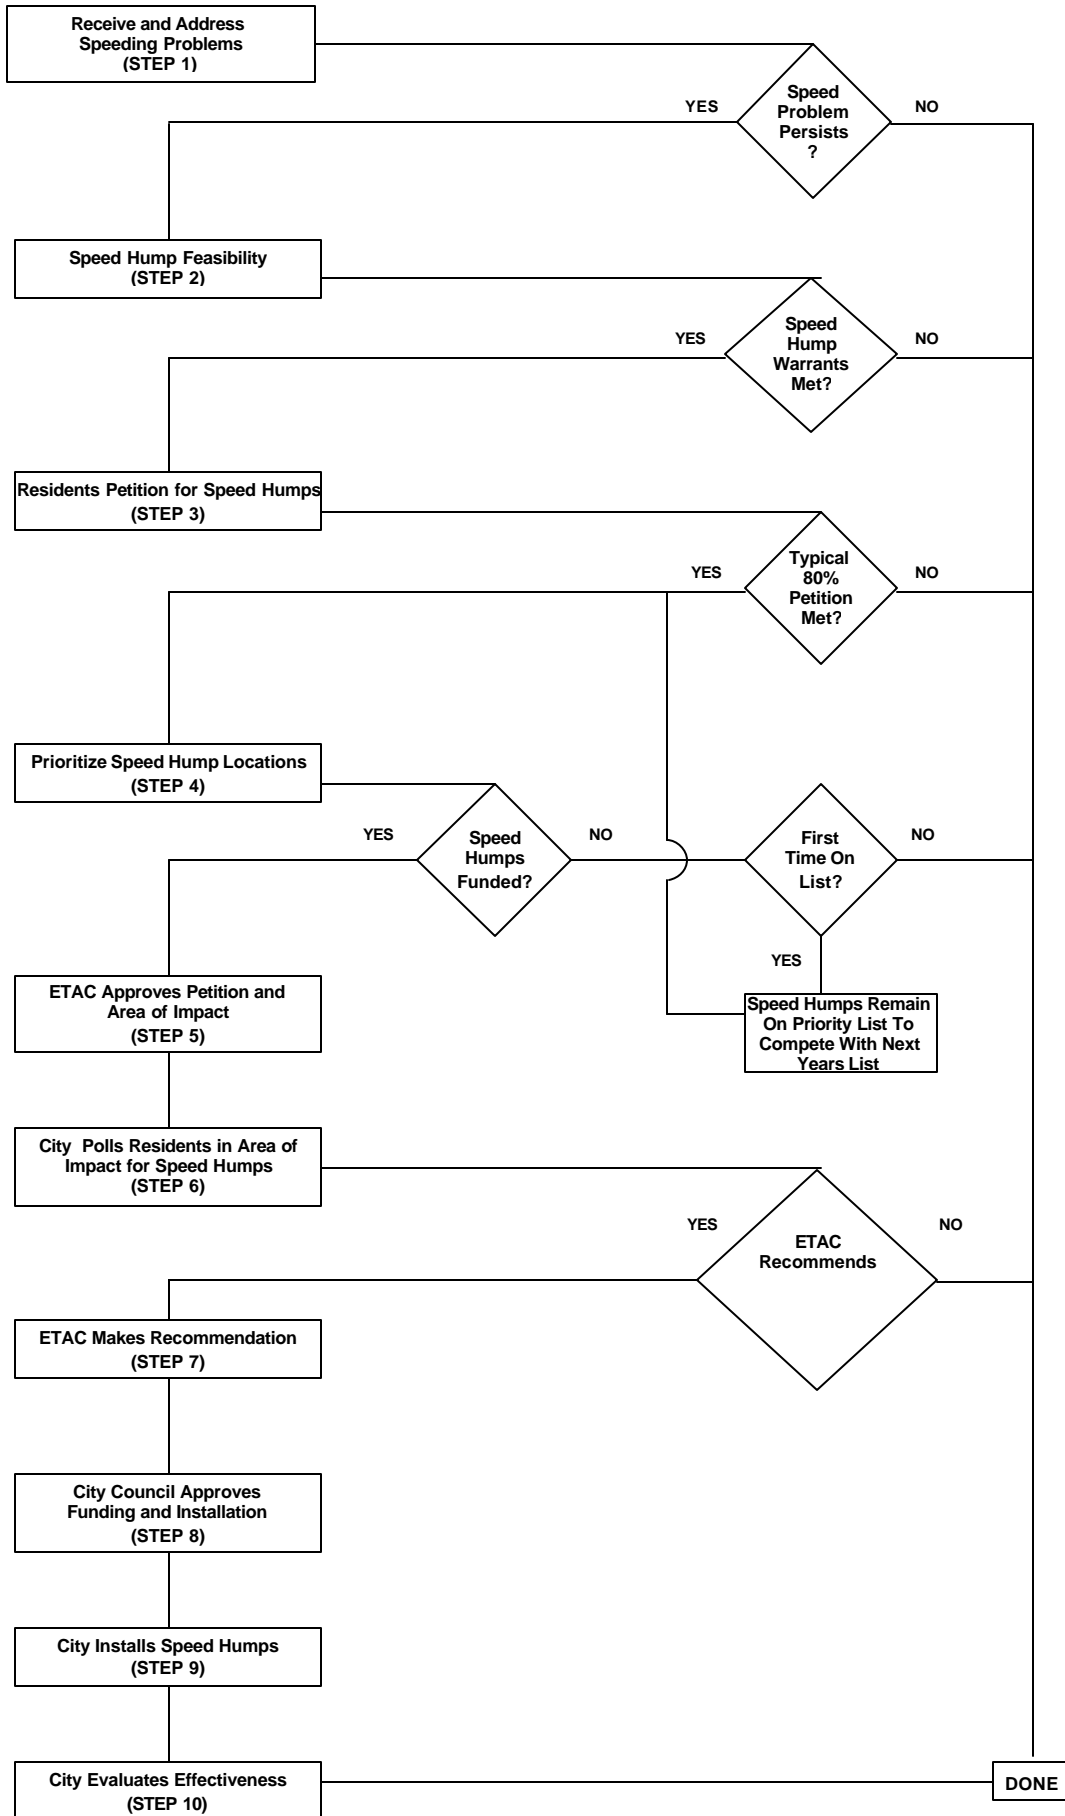 Receive and Address
Speeding Problems
(STEP 1)
Speed
Problem
Persists
?
YES
NO
Speed Hump Feasibility
(STEP 2)
Speed
Hump
Warrants
Met?
YES
NO
Residents Petition for Speed Humps
(STEP 3)
Typical
80%
Petition
Met?
YES
NO
Prioritize Speed Hump Locations
(STEP 4)
YES
Speed
Humps
Funded?
NO
First
Time On
List?
NO
YES
Speed Humps Remain
On Priority List To
Compete With Next
Years List
ETAC Approves Petition and
Area of Impact
(STEP 5)
City Polls Residents in Area of
Impact for Speed Humps
(STEP 6)
YES
ETAC
Recommends
NO
ETAC Makes Recommendation
(STEP 7)
City Council Approves
Funding and Installation
(STEP 8)
City Installs Speed Humps
(STEP 9)
City Evaluates Effectiveness
(STEP 10)
DONE